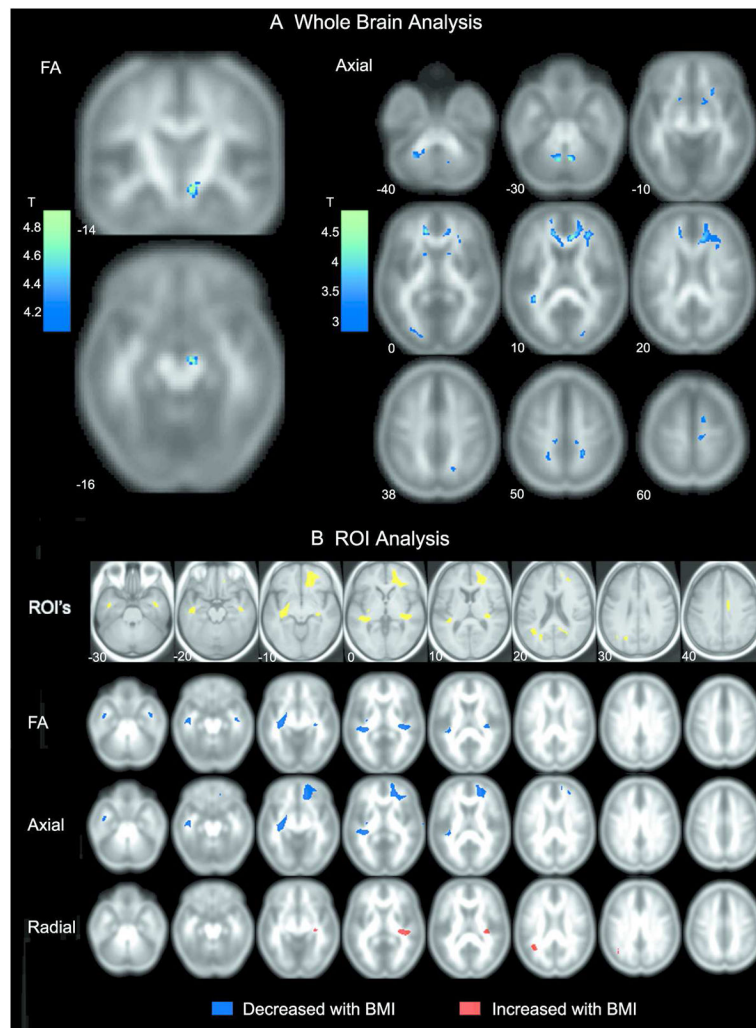 A Whole Brain Analysis
FA
Axial
T
4.8
4.6
4.4
4.2
-14
-16
T
4.5
4
3.5
3
-40
-30
-10
0
10
20
38
50
60
B ROI Analysis
ROI's
-30
-20
-10
0
10
20
30
40
FA
Axial
Radial
Decreased with BMI
Increased with BMI